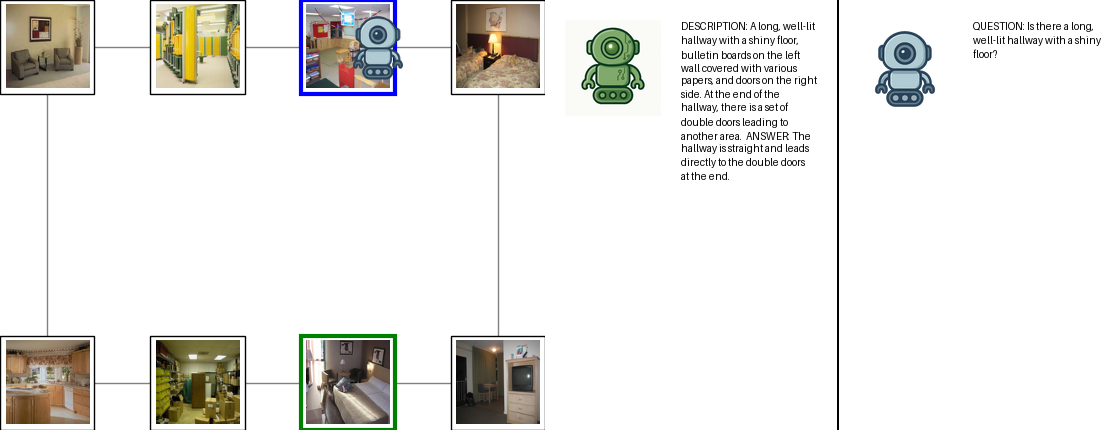 DESCRIPTION: A long, well-lit
hallway with a shiny floor,
bulletin boards on the left
wall covered with various
papers, and doors on the right
side. At the end of the
hallway, there is a set of
double doors leading to
another area.  ANSWER: The
hallway is straight and leads
directly to the double doors
at the end.
QUESTION: Is there a long,
well-lit hallway with a shiny
floor?